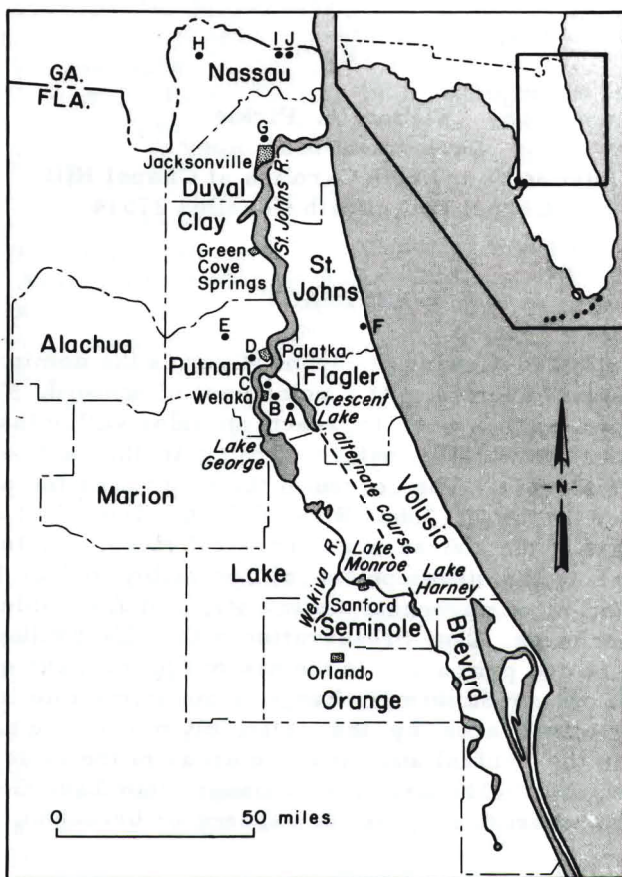 H
I J
GA.
FLA.
Nassau
G
Jacksonville
Duval
St. Johns R.
Clay
Green
Cove
Springs
St.
Johns
Alachua
E
F
D
Palatka
Putnam
Flagler
C
Welaka
B
A
Crescent
Lake
Lake
George
alternate course
Marion
Volusia
N
Lake
Wekiva R.
Lake
Monroe
Lake
Harney
Sanford
Seminole
Brevard
Orlando
Orange
0 50 miles